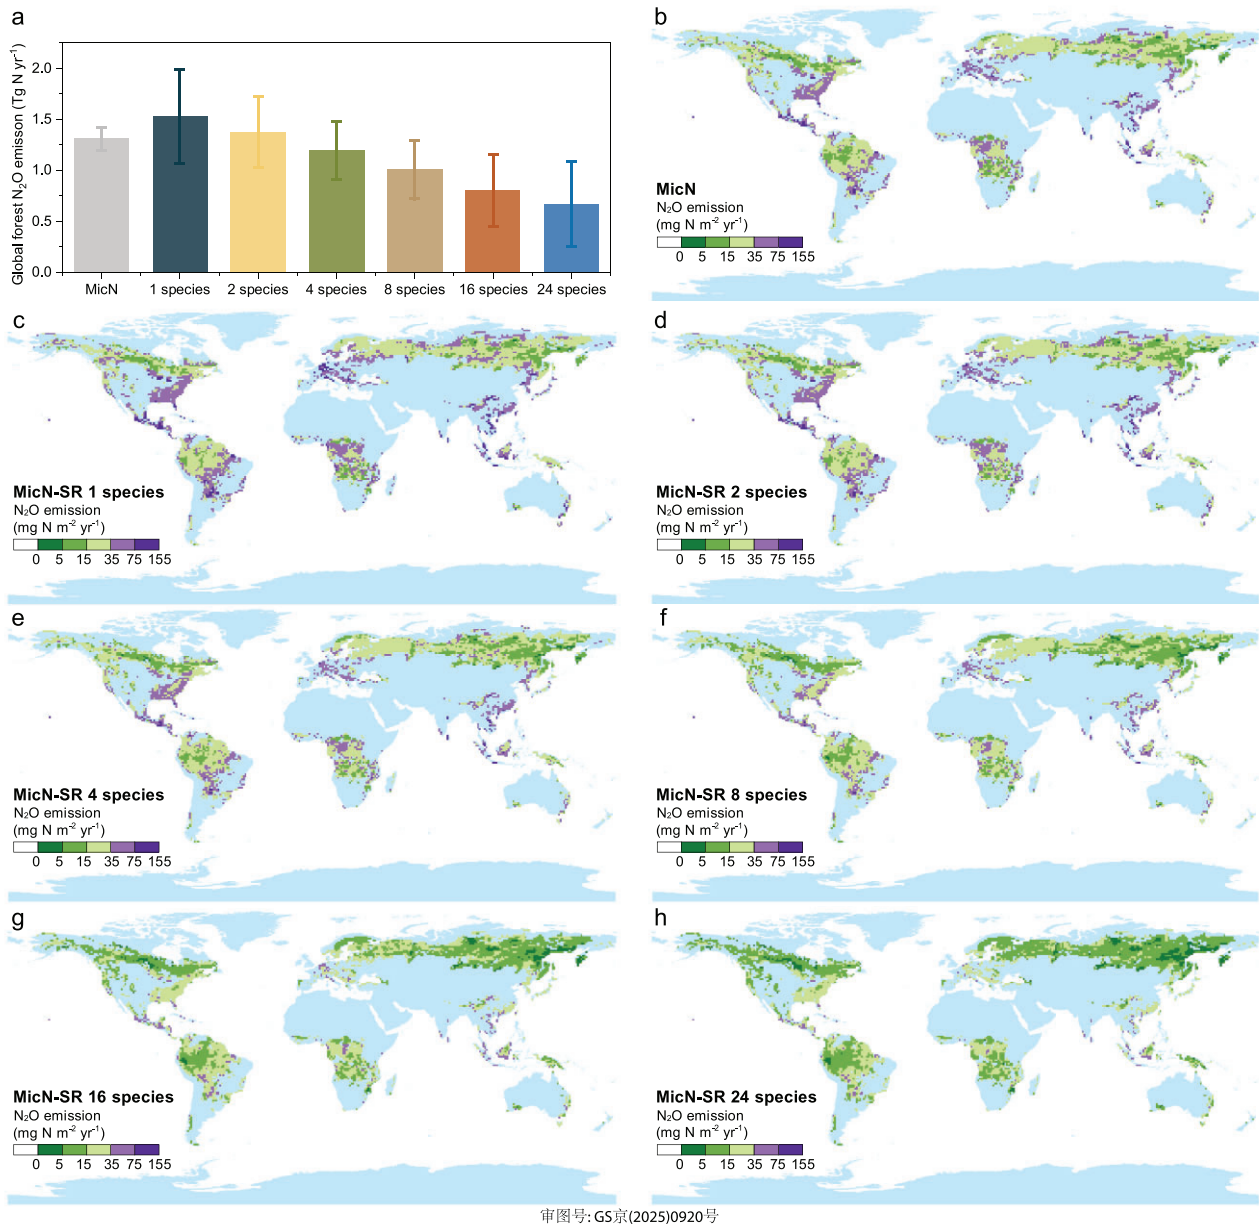 a
Global forest N₂O emisson (Tg N yr⁻¹)
2.0
1.5
1.0
0.5
0.0
MicN 1 species 2 species 4 species 8 species 16 species 24 species
b
MicN
N₂O emission
(mg N m⁻² yr⁻¹)
0 5 15 35 75 155
c
MicN-SR 1 species
N₂O emission
(mg N m⁻² yr⁻¹)
0 5 15 35 75 155
d
MicN-SR 2 species
N₂O emission
(mg N m⁻² yr⁻¹)
0 5 15 35 75 155
e
MicN-SR 4 species
N₂O emission
(mg N m⁻² yr⁻¹)
0 5 15 35 75 155
f
MicN-SR 8 species
N₂O emission
(mg N m⁻² yr⁻¹)
0 5 15 35 75 155
g
MicN-SR 16 species
N₂O emission
(mg N m⁻² yr⁻¹)
0 5 15 35 75 155
h
MicN-SR 24 species
N₂O emission
(mg N m⁻² yr⁻¹)
0 5 15 35 75 155
审图号: GS京(2025)0920号